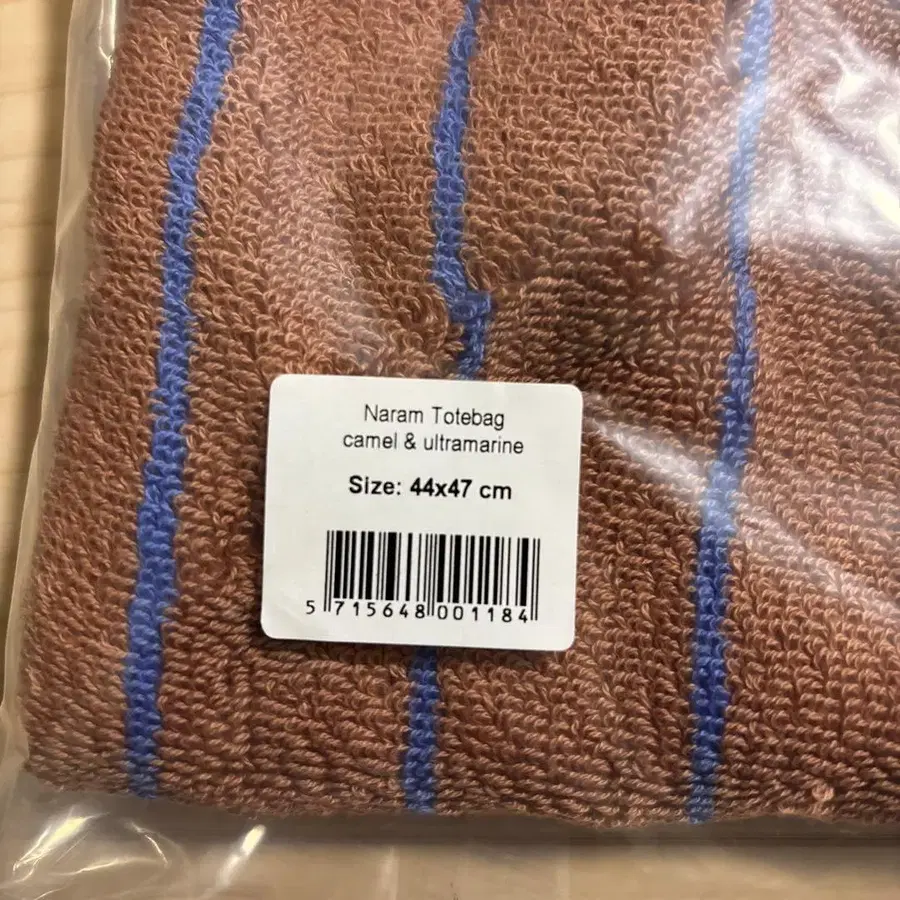 Naram Totebag
camel & ultramarine
Size: 44x47 cm
5 715648 001184